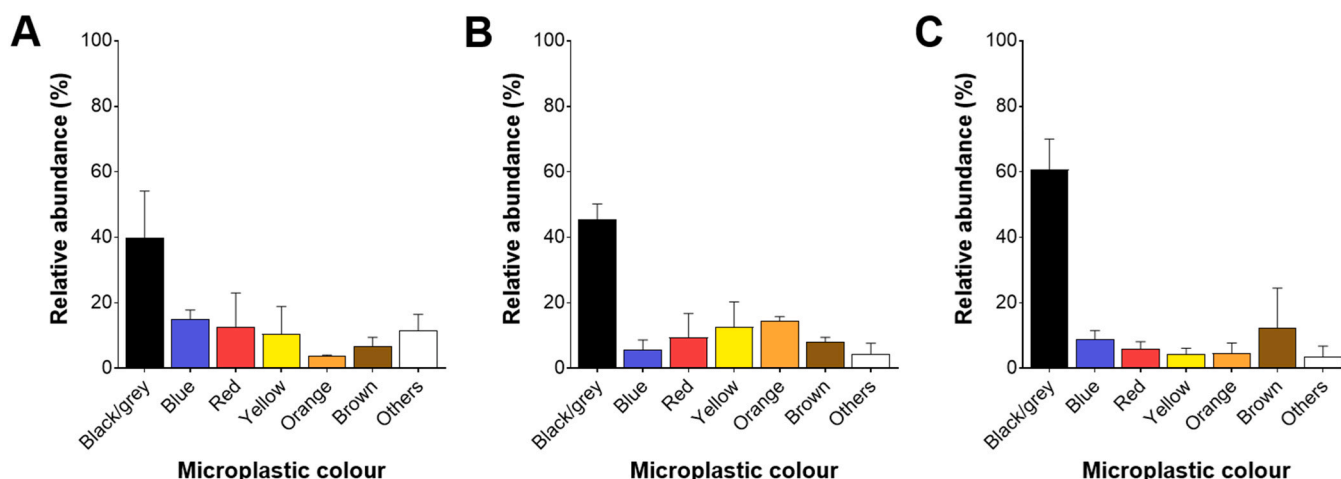 A
Relative abundance (%)
100
80
60
40
20
0
Black/grey
Blue
Red
Yellow
Orange
Brown
Others
Microplastic colour
B
Relative abundance (%)
100
80
60
40
20
0
Black/grey
Blue
Red
Yellow
Orange
Brown
Others
Microplastic colour
C
Relative abundance (%)
100
80
60
40
20
0
Black/grey
Blue
Red
Yellow
Orange
Brown
Others
Microplastic colour